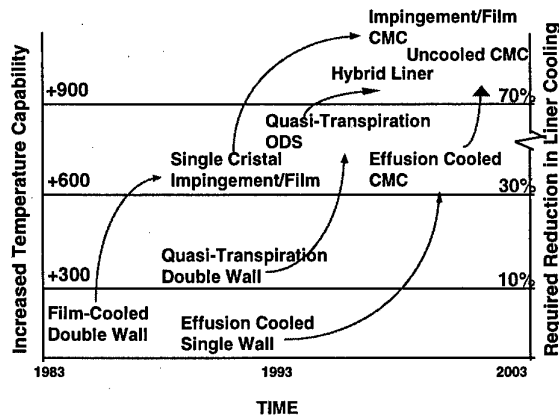 Impingement/Film
CMC
Uncooled CMC
Hybrid Liner
+900
70%
Quasi-Transpiration
ODS
Single Cristal
Impingement/Film
Effusion Cooled
CMC
+600
30%
Quasi-Transpiration
Double Wall
+300
10%
Film-Cooled
Double Wall
Effusion Cooled
Single Wall
1983
1993
2003
TIME
Increased Temperature Capability
Required Reduction in Liner Cooling